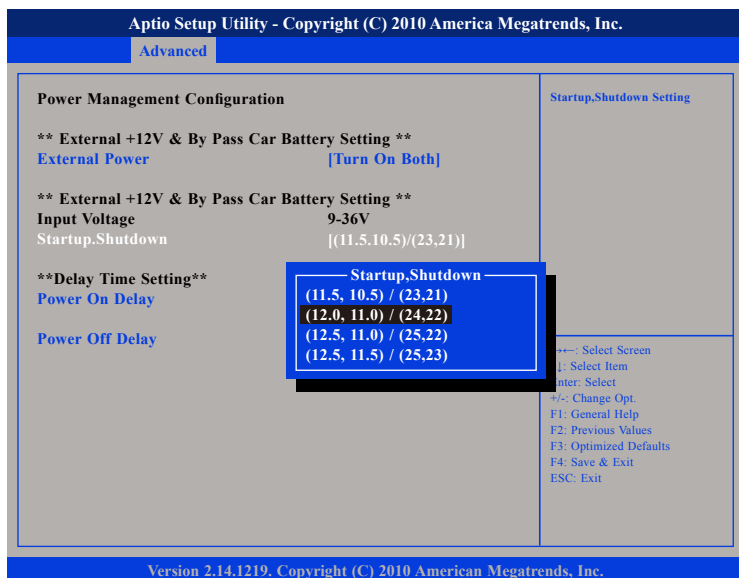 Aptio Setup Utility - Copyright (C) 2010 America Megatrends, Inc.
Advanced
Power Management Configuration
** External +12V & By Pass Car Battery Setting **
External Power [Turn On Both]
** External +12V & By Pass Car Battery Setting **
Input Voltage 9-36V
Startup.Shutdown [(11.5.10.5)/(23,21)]
**Delay Time Setting**
Power On Delay
Power Off Delay
Startup,Shutdown
(11.5, 10.5) / (23,21)
(12.0, 11.0) / (24,22)
(12.5, 11.0) / (25,22)
(12.5, 11.5) / (25,23)
Startup,Shutdown Setting
←: Select Screen
↓: Select Item
Enter: Select
+/-: Change Opt.
F1: General Help
F2: Previous Values
F3: Optimized Defaults
F4: Save & Exit
ESC: Exit
Version 2.14.1219. Copyright (C) 2010 American Megatrends, Inc.